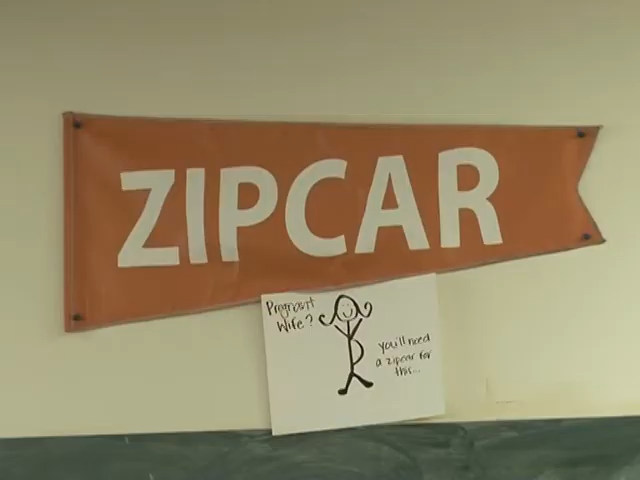 ZIPCAR
Pregnant
Wife?
you'll need
a zipcar for
this...